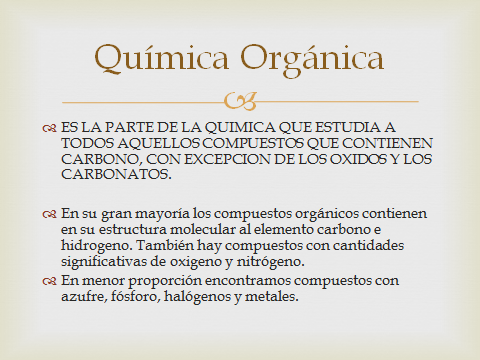 Química Orgánica
ES LA PARTE DE LA QUIMICA QUE ESTUDIA A
TODOS AQUELLOS COMPUESTOS QUE CONTIENEN
CARBONO, CON EXCEPCION DE LOS OXIDOS Y LOS
CARBONATOS.
En su gran mayoría los compuestos orgánicos contienen
en su estructura molecular al elemento carbono e
hidrogeno. También hay compuestos con cantidades
significativas de oxigeno y nitrógeno.
En menor proporción encontramos compuestos con
azufre, fósforo, halógenos y metales.